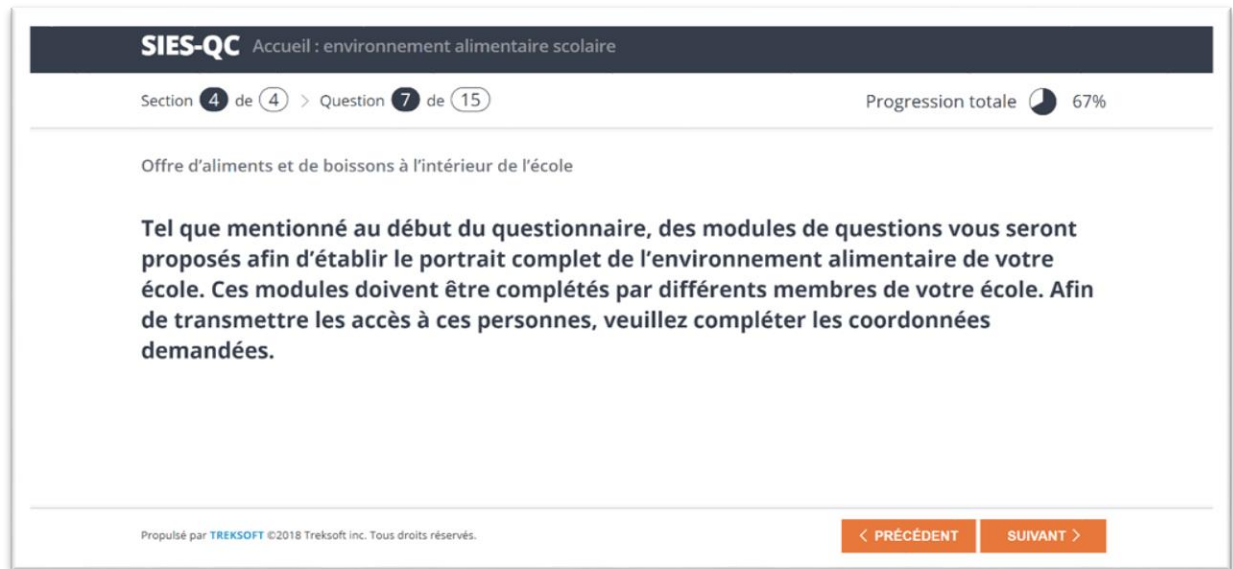 SIES-QC Accueil : environnement alimentaire scolaire
Section 4 de 4 > Question 7 de 15
Progression totale 67%
Offre d’aliments et de boissons à l’intérieur de l’école
Tel que mentionné au début du questionnaire, des modules de questions vous seront
proposés afin d’établir le portrait complet de l’environnement alimentaire de votre
école. Ces modules doivent être complétés par différents membres de votre école. Afin
de transmettre les accès à ces personnes, veuillez compléter les coordonnées
demandées.
Propulsé par TREKSOFT ©2018 Treksoft inc. Tous droits réservés.
< PRÉCÉDENT
SUIVANT >